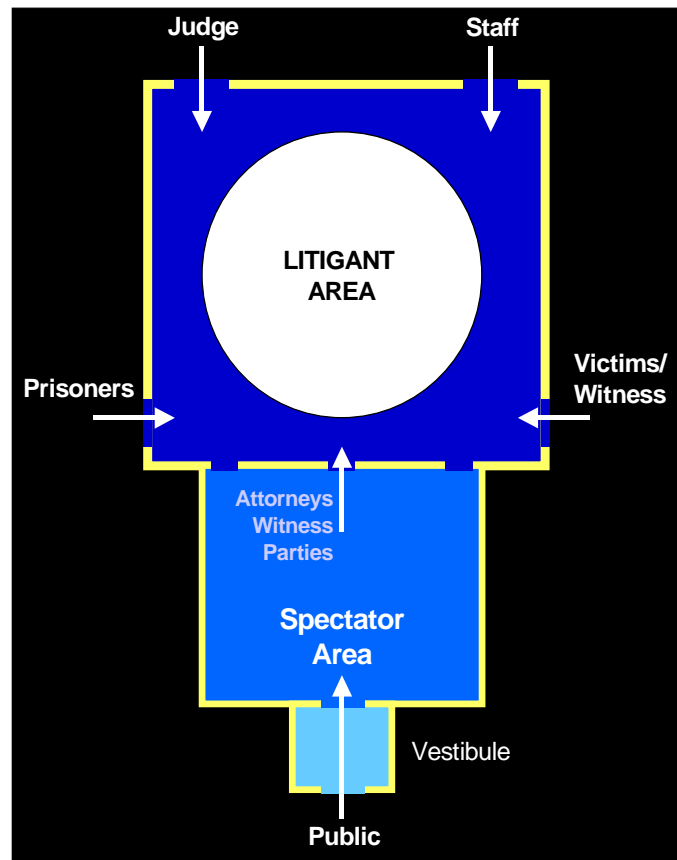 Judge
Staff
LITIGANT
AREA
Prisoners
Victims/
Witness
Attorneys
Witness
Parties
Spectator
Area
Vestibule
Public